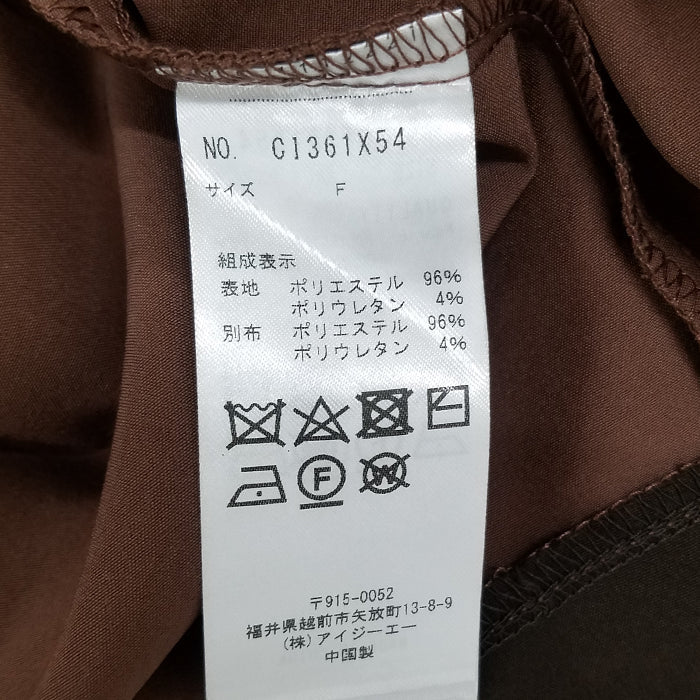 NO. CI361X54
サイズ F
組成表示
表地 ポリエステル 96%
ポリウレタン 4%
別布 ポリエステル 96%
ポリウレタン 4%
F W
〒915-0052
福井県越前市矢放町13-8-9
(株)アイジーエー
中国製